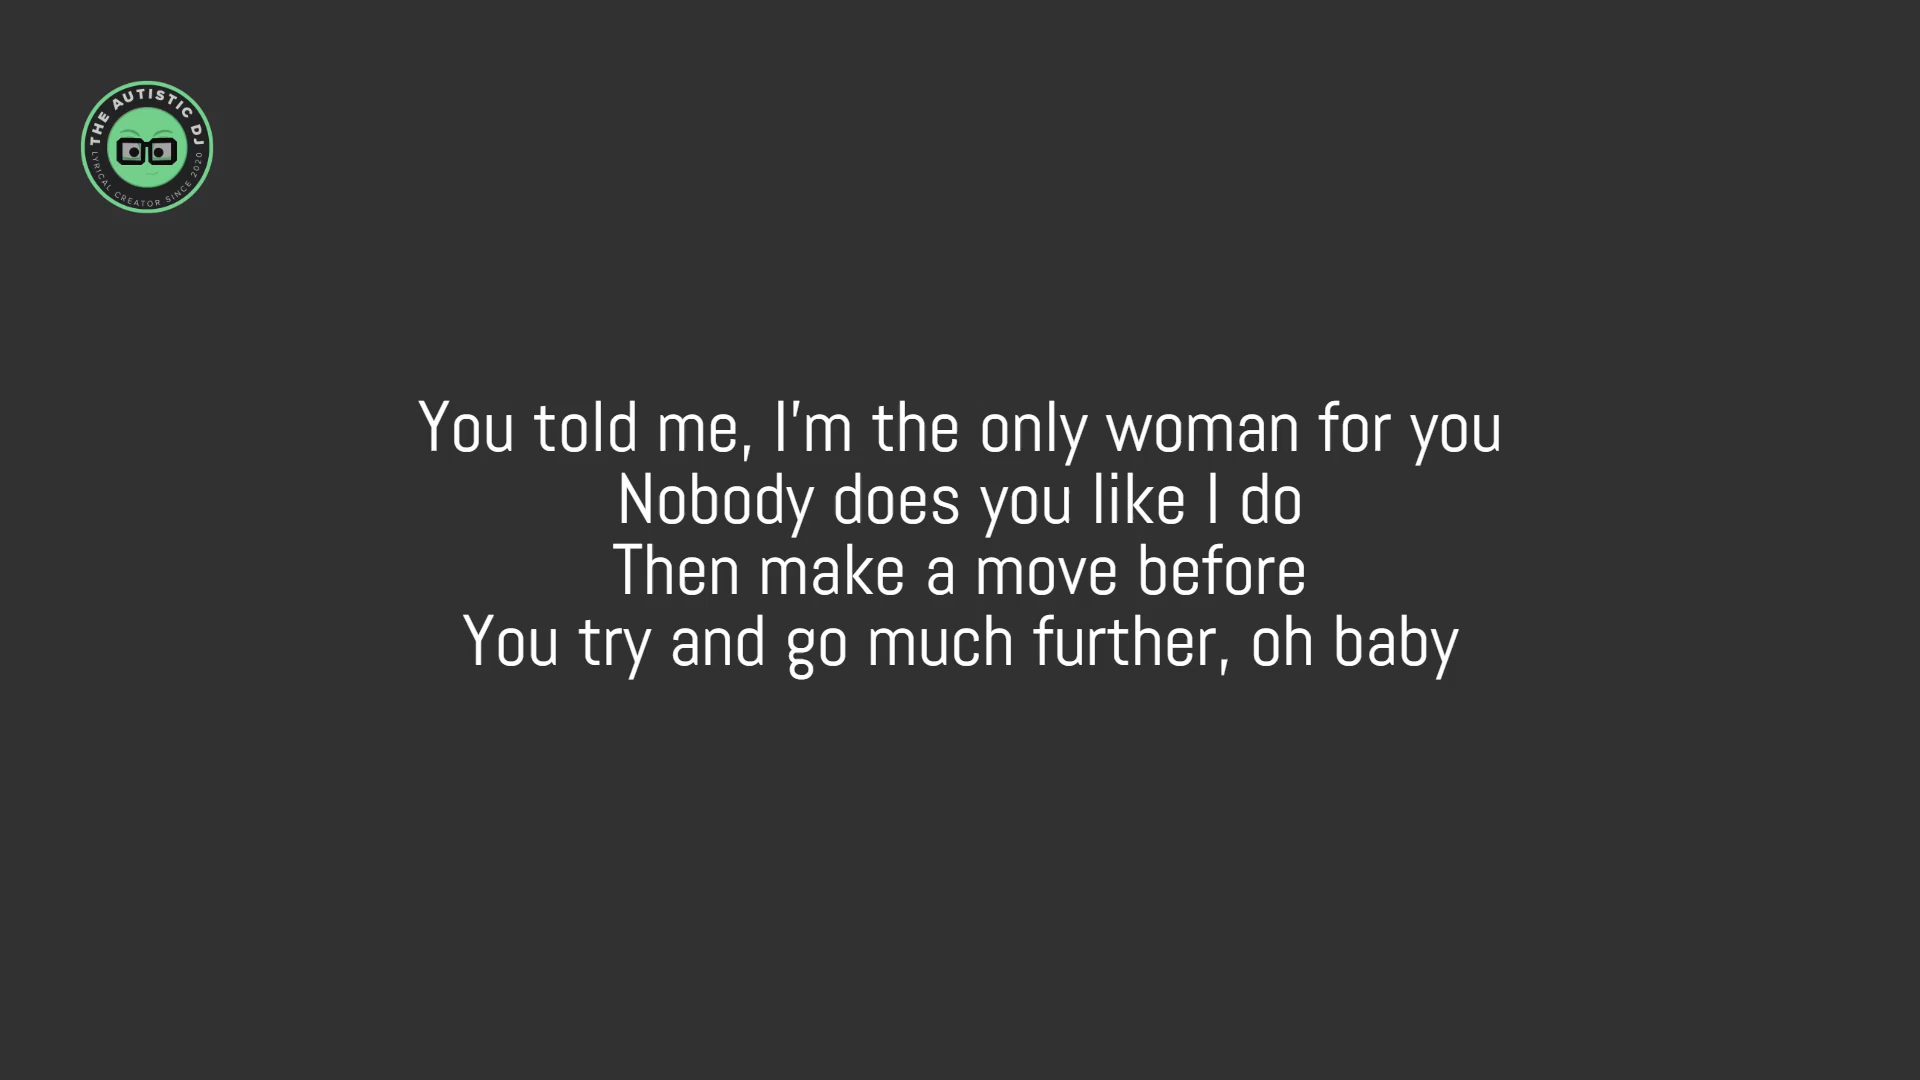 THE AUTISTIC DJ
LYRICAL CREATOR SINCE 2020
You told me, I'm the only woman for you
Nobody does you like I do
Then make a move before
You try and go much further, oh baby